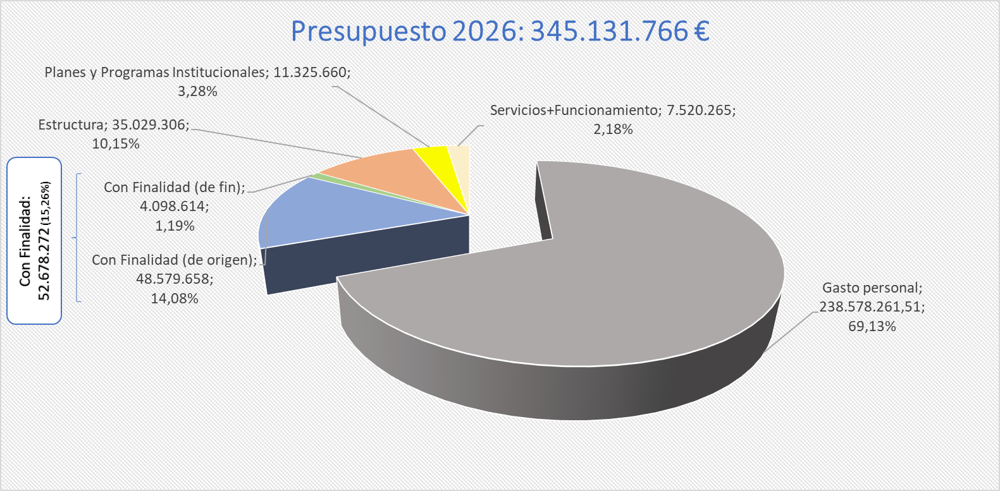 Presupuesto 2026: 345.131.766 €
Planes y Programas Institucionales; 11.325.660;
3,28%
Servicios+Funcionamiento; 7.520.265;
2,18%
Estructura; 35.029.306;
10,15%
Con Finalidad:
52.678.272 (15,26%)
Con Finalidad (de fin);
4.098.614;
1,19%
Con Finalidad (de origen);
48.579.658;
14,08%
Gasto personal;
238.578.261,51;
69,13%